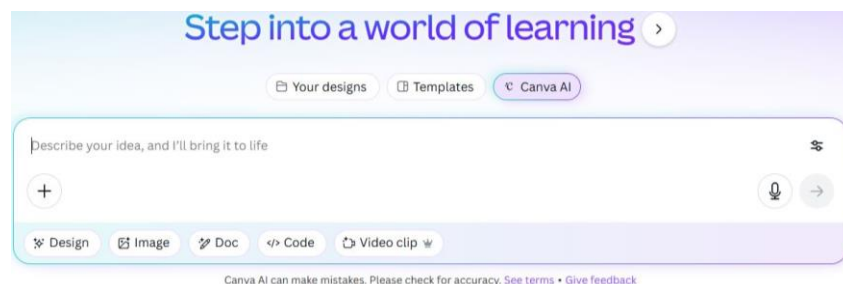 Step into a world of learning
Your designs Templates Canva AI
Describe your idea, and I'll bring it to life
Design Image Doc Code Video clip
Canva AI can make mistakes. Please check for accuracy. See terms • Give feedback